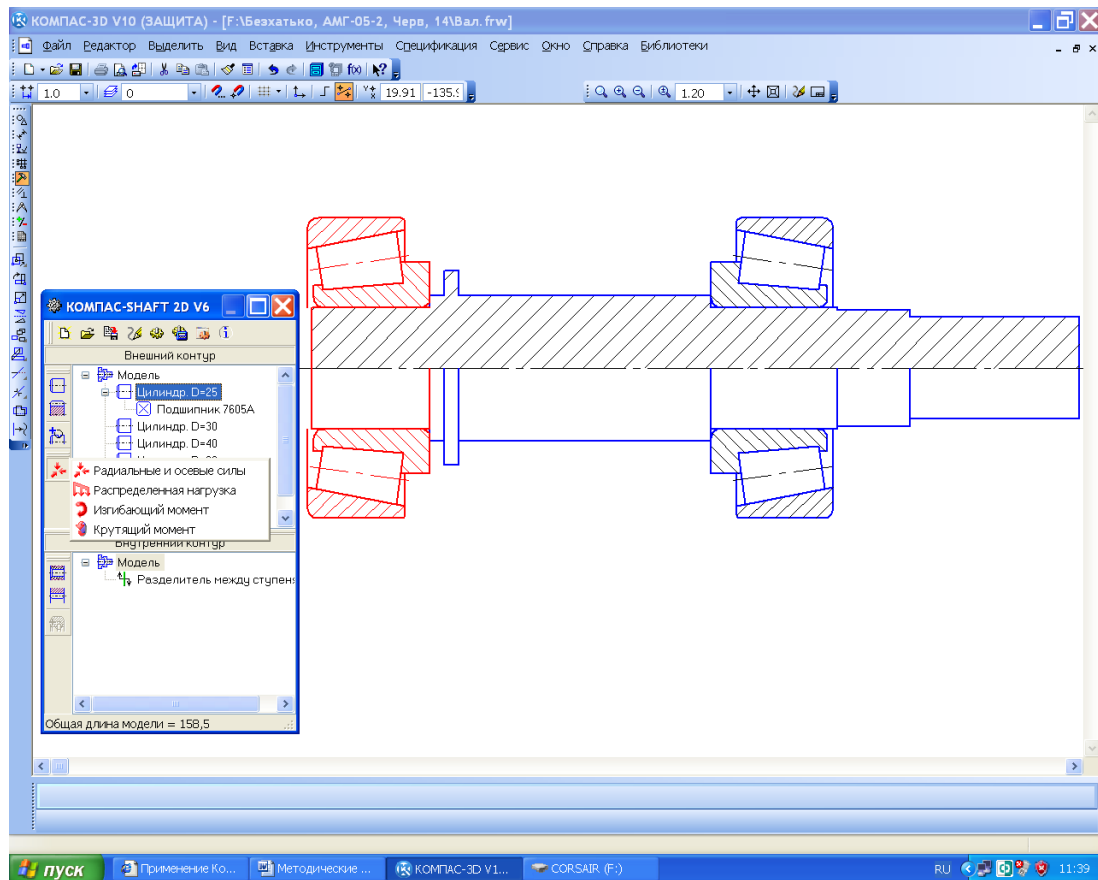 КОМПАС-3D V10 (ЗАЩИТА) - [F:\Безхатько, АМГ-05-2, Черв, 14\Вал.frw]
Файл Редактор Выделить Вид Вставка Инструменты Спецификация Сервис Окно Справка Библиотеки
1.0 0 19.91 -135.5 1.20
КОМПАС-SHAFT 2D V6
Внешний контур
Модель
Цилиндр. D=25
Подшипник 7605А
Цилиндр. D=30
Цилиндр. D=40
Радиальные и осевые силы
Распределенная нагрузка
Изгибающий момент
Крутящий момент
Внутренний контур
Модель
Разделитель между ступеня
Общая длина модели = 158,5
пуск Применение Ко... Методические ... КОМПАС-3D V1... CORSAIR (F:) RU 11:39